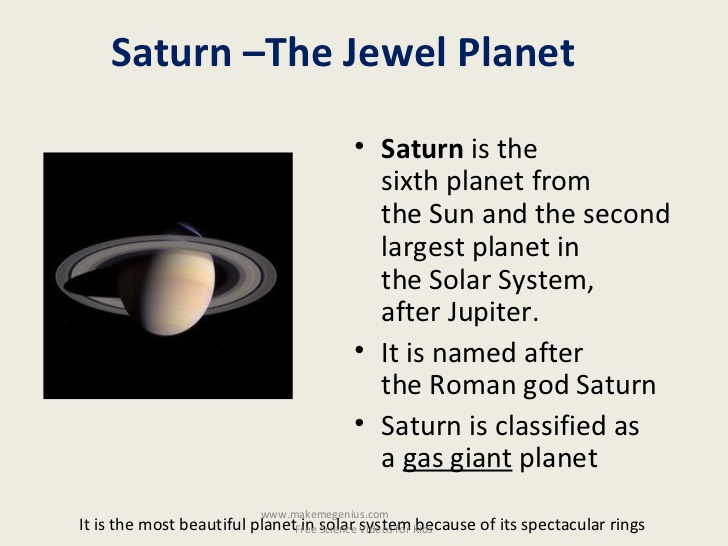 Saturn –The Jewel Planet
• Saturn is the
sixth planet from
the Sun and the second
largest planet in
the Solar System,
after Jupiter.
• It is named after
the Roman god Saturn
• Saturn is classified as
a gas giant planet
www.makemegenius.com
Free Science Videos for Kids
It is the most beautiful planet in solar system because of its spectacular rings